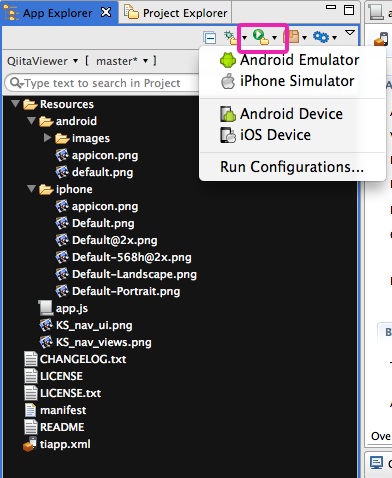 App Explorer
Project Explorer
QiitaViewer
[ master* ]
Type text to search in Project
Android Emulator
iPhone Simulator
Android Device
iOS Device
Run Configurations...
Resources
android
images
appicon.png
default.png
iphone
appicon.png
Default.png
Default@2x.png
Default-568h@2x.png
Default-Landscape.png
Default-Portrait.png
app.js
KS_nav_ui.png
KS_nav_views.png
CHANGELOG.txt
LICENSE
LICENSE.txt
manifest
README
tiapp.xml